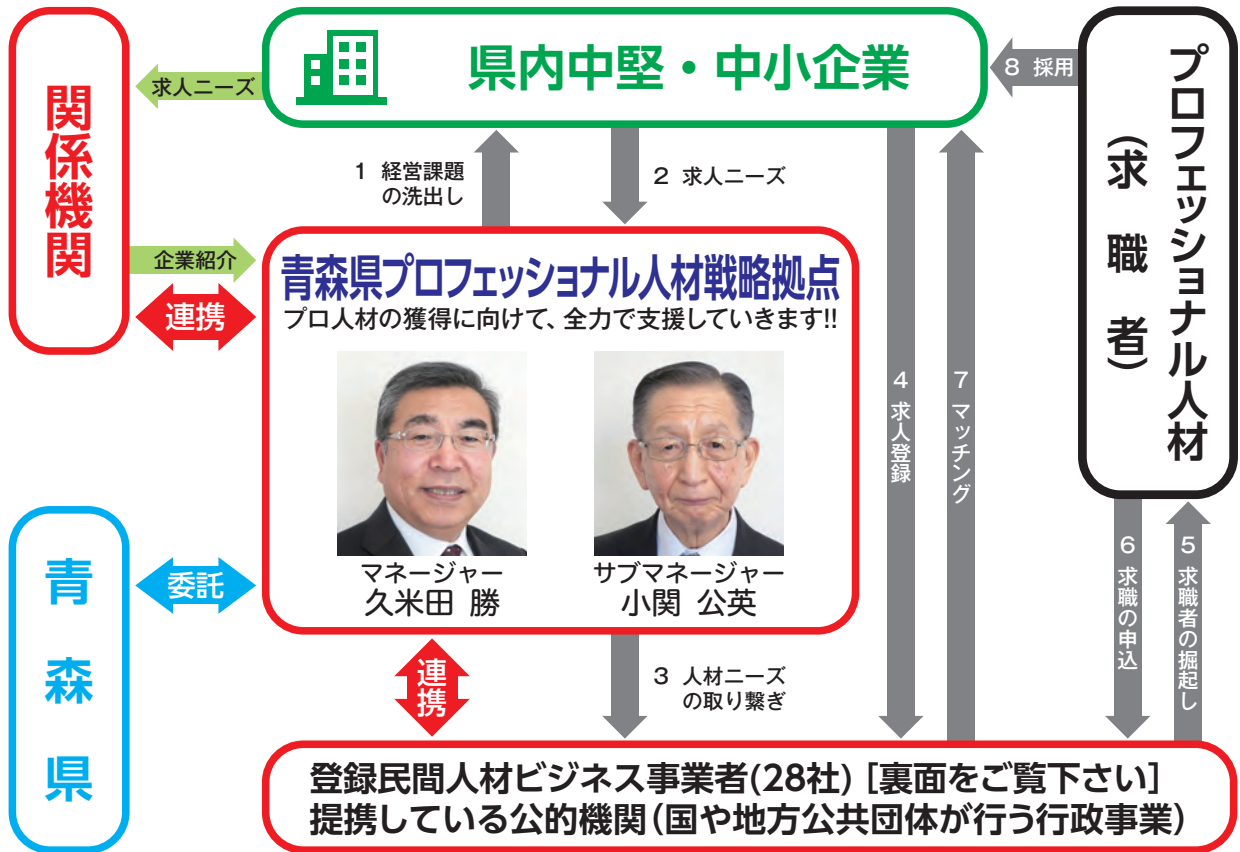 関係機関
求人ニーズ
県内中堅・中小企業
8 採用
プロフェッショナル人材
(求職者)
1 経営課題
の洗出し
2 求人ニーズ
企業紹介
連携
青森県プロフェッショナル人材戦略拠点
プロ人材の獲得に向けて、全力で支援していきます!!
マネージャー
久米田 勝
サブマネージャー
小関 公英
4 求人登録
7 マッチング
青森県
委託
連携
3 人材ニーズ
の取り繋ぎ
6 求職の申込
5 求職者の掘起し
登録民間人材ビジネス事業者(28社) [裏面をご覧下さい]
提携している公的機関(国や地方公共団体が行う行政事業)